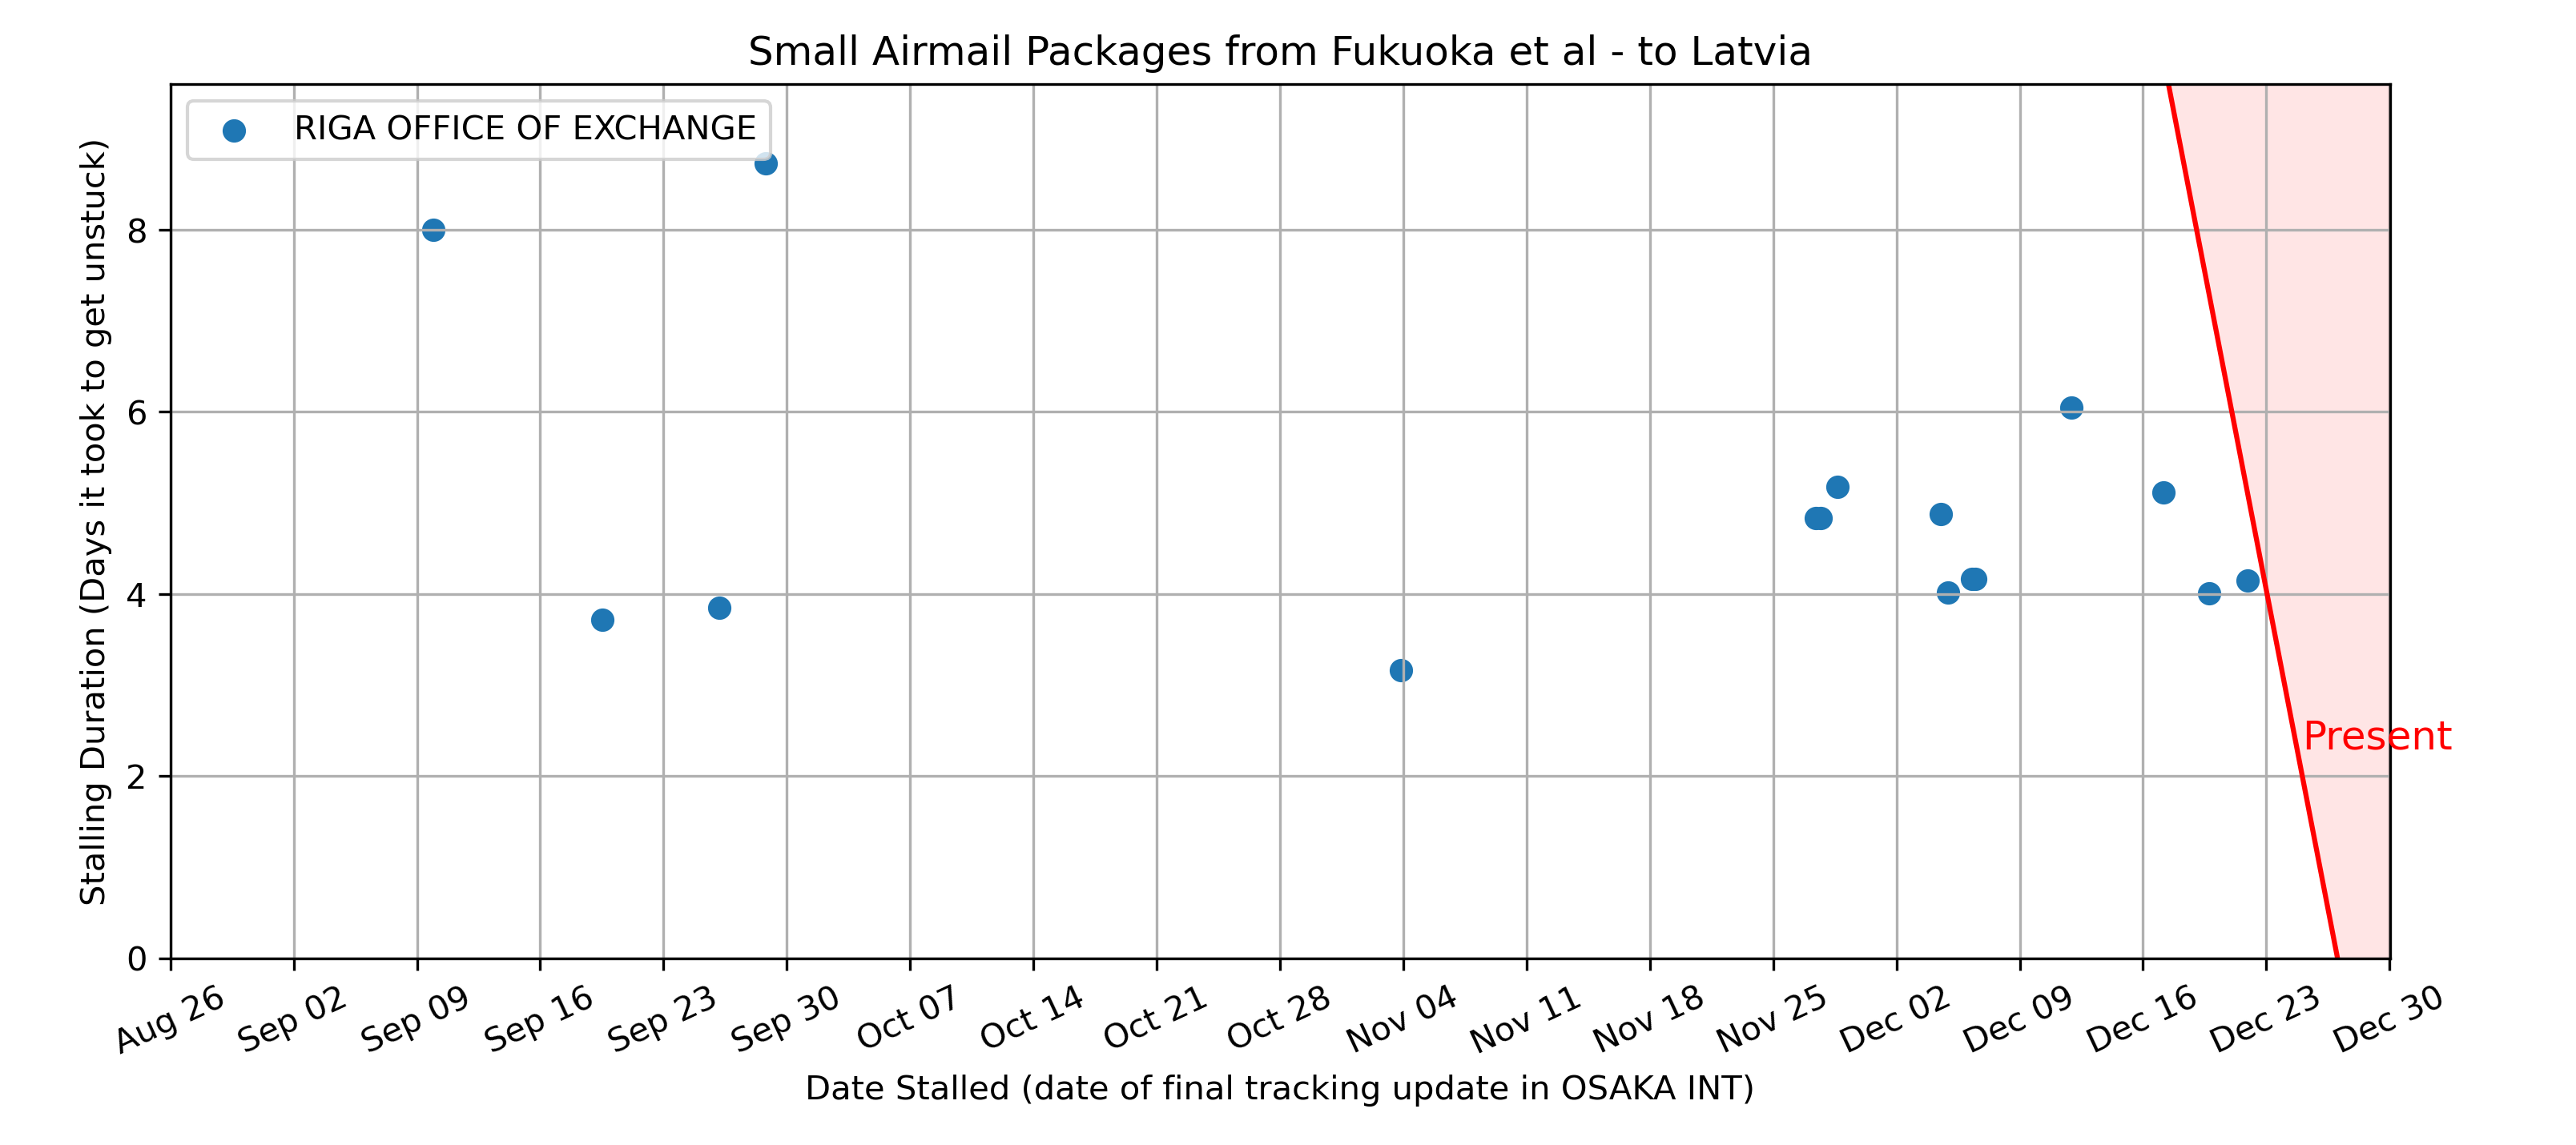 Small Airmail Packages from Fukuoka et al - to Latvia
RIGA OFFICE OF EXCHANGE
Stalling Duration (Days it took to get unstuck)
8
6
4
2
0
Present
Aug 26
Sep 02
Sep 09
Sep 16
Sep 23
Sep 30
Oct 07
Oct 14
Oct 21
Oct 28
Nov 04
Nov 11
Nov 18
Nov 25
Dec 02
Dec 09
Dec 16
Dec 23
Dec 30
Date Stalled (date of final tracking update in OSAKA INT)